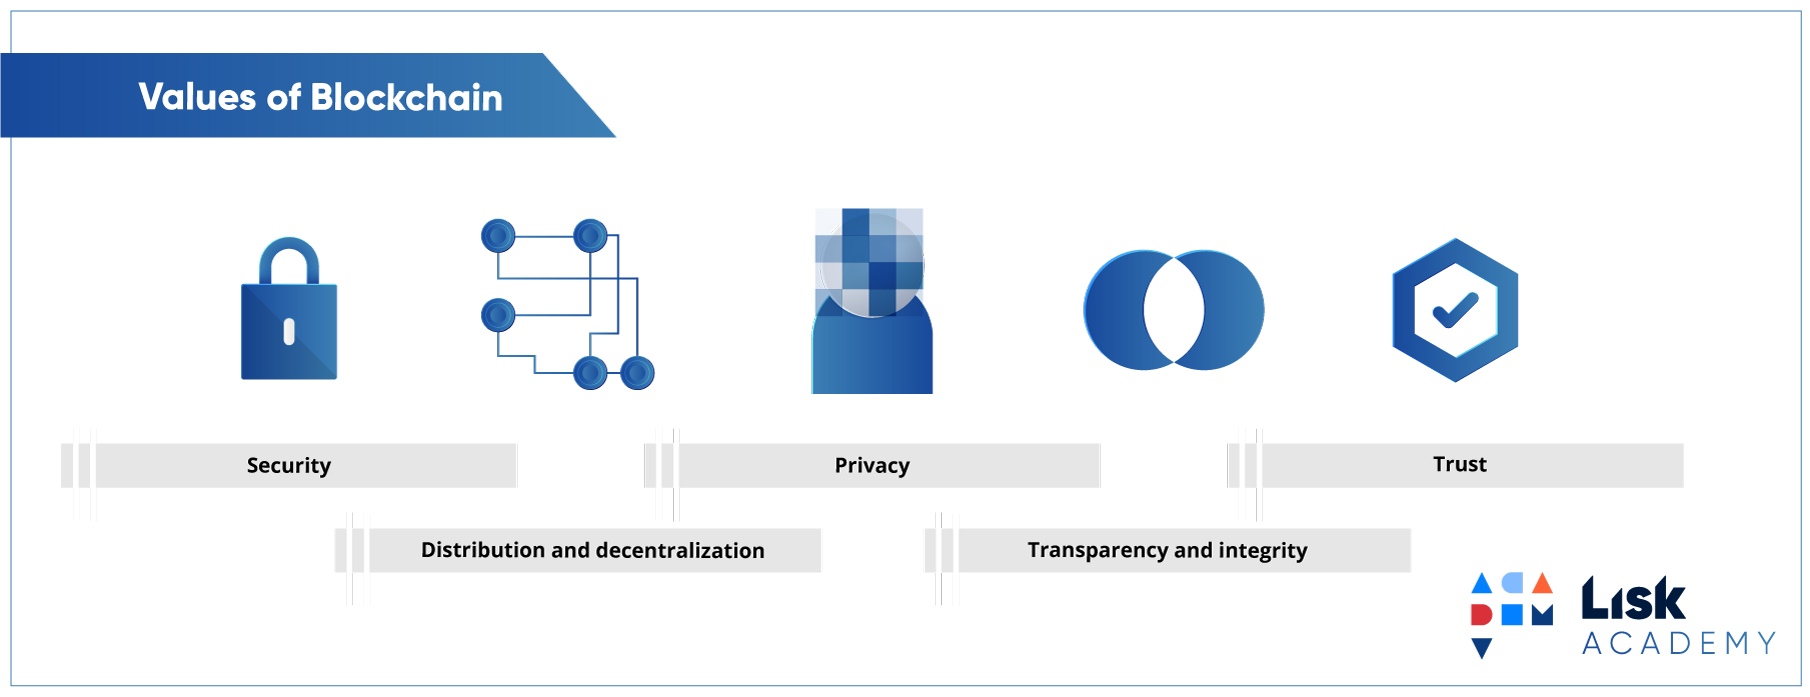 Values of Blockchain
Security
Privacy
Trust
Distribution and decentralization
Transparency and integrity
Lisk
ACADEMY